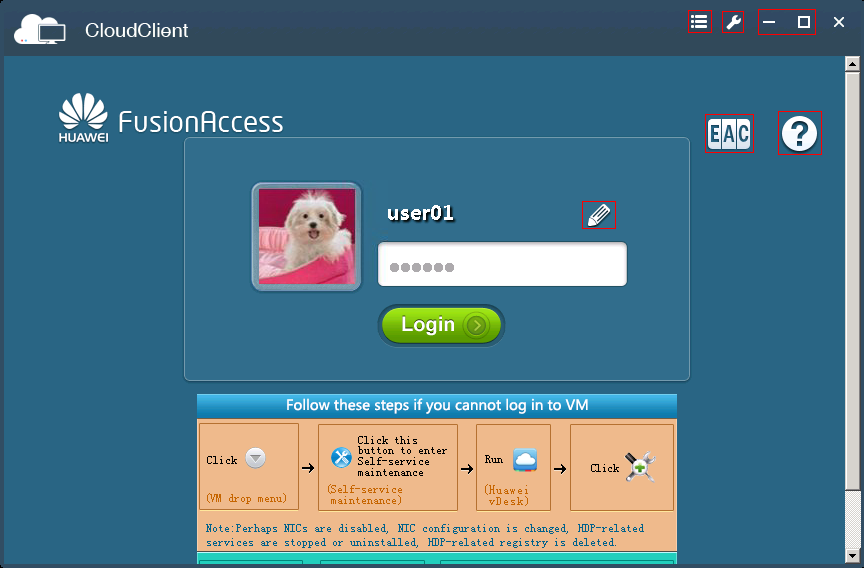 CloudClient
HUAWEI
FusionAccess
EAC
?
user01
Login
Follow these steps if you cannot log in to VM
Click
(VM drop menu)
Click this
button to enter
Self-service
maintenance
(Self-service
maintenance)
Run
(Huawei
vDesk)
Click
Note:Perhaps NICs are disabled, NIC configuration is changed, HDP-related
services are stopped or uninstalled, HDP-related registry is deleted.